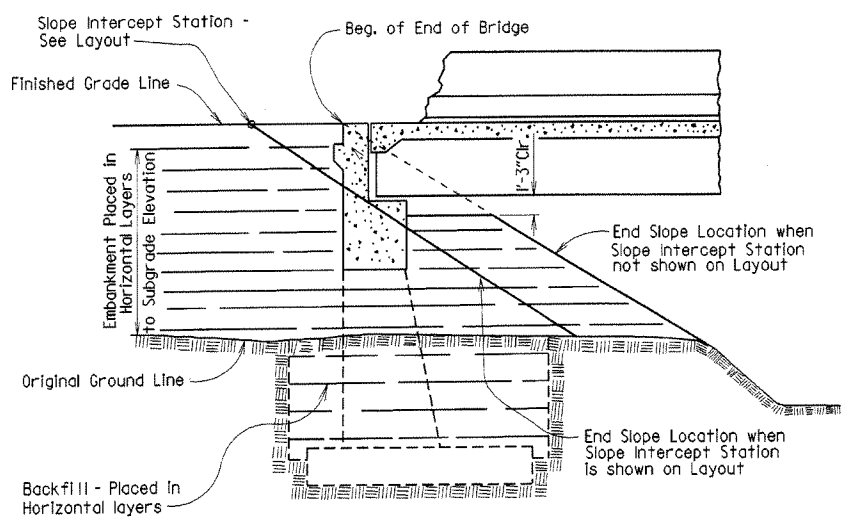 Slope Intercept Station -
See Layout
Beg. of End of Bridge
Finished Grade Line
1'-3"Clr.
Embankment Placed in
Horizontal Layers
to Subgrade Elevation
End Slope Location when
Slope Intercept Station
not shown on Layout
Original Ground Line
End Slope Location when
Slope Intercept Station
is shown on Layout
Backfill - Placed in
Horizontal layers